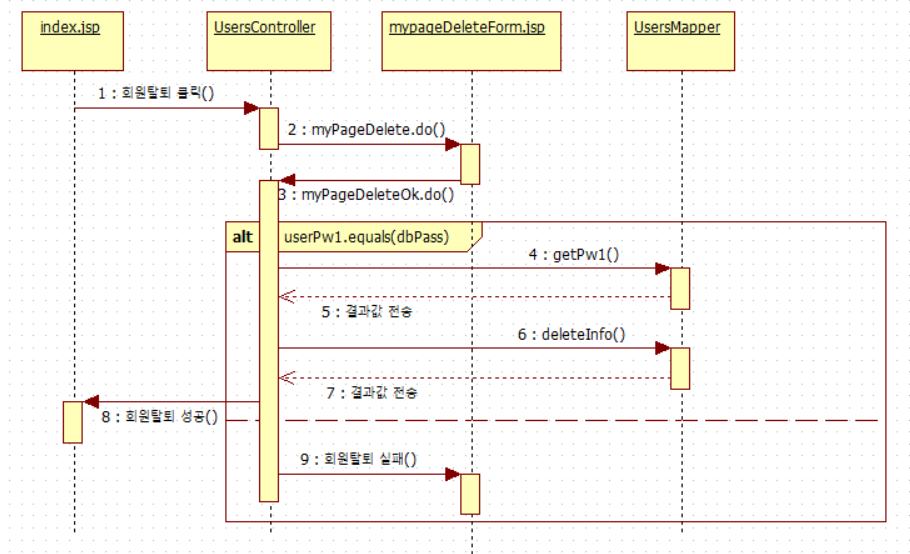 index.jsp
UsersController
mypageDeleteForm.jsp
UsersMapper
1 : 회원탈퇴 클릭()
2 : myPageDelete.do()
3 : myPageDeleteOk.do()
alt
userPw1.equals(dbPass)
4 : getPw1()
5 : 결과값 전송
6 : deleteInfo()
7 : 결과값 전송
8 : 회원탈퇴 성공()
9 : 회원탈퇴 실패()